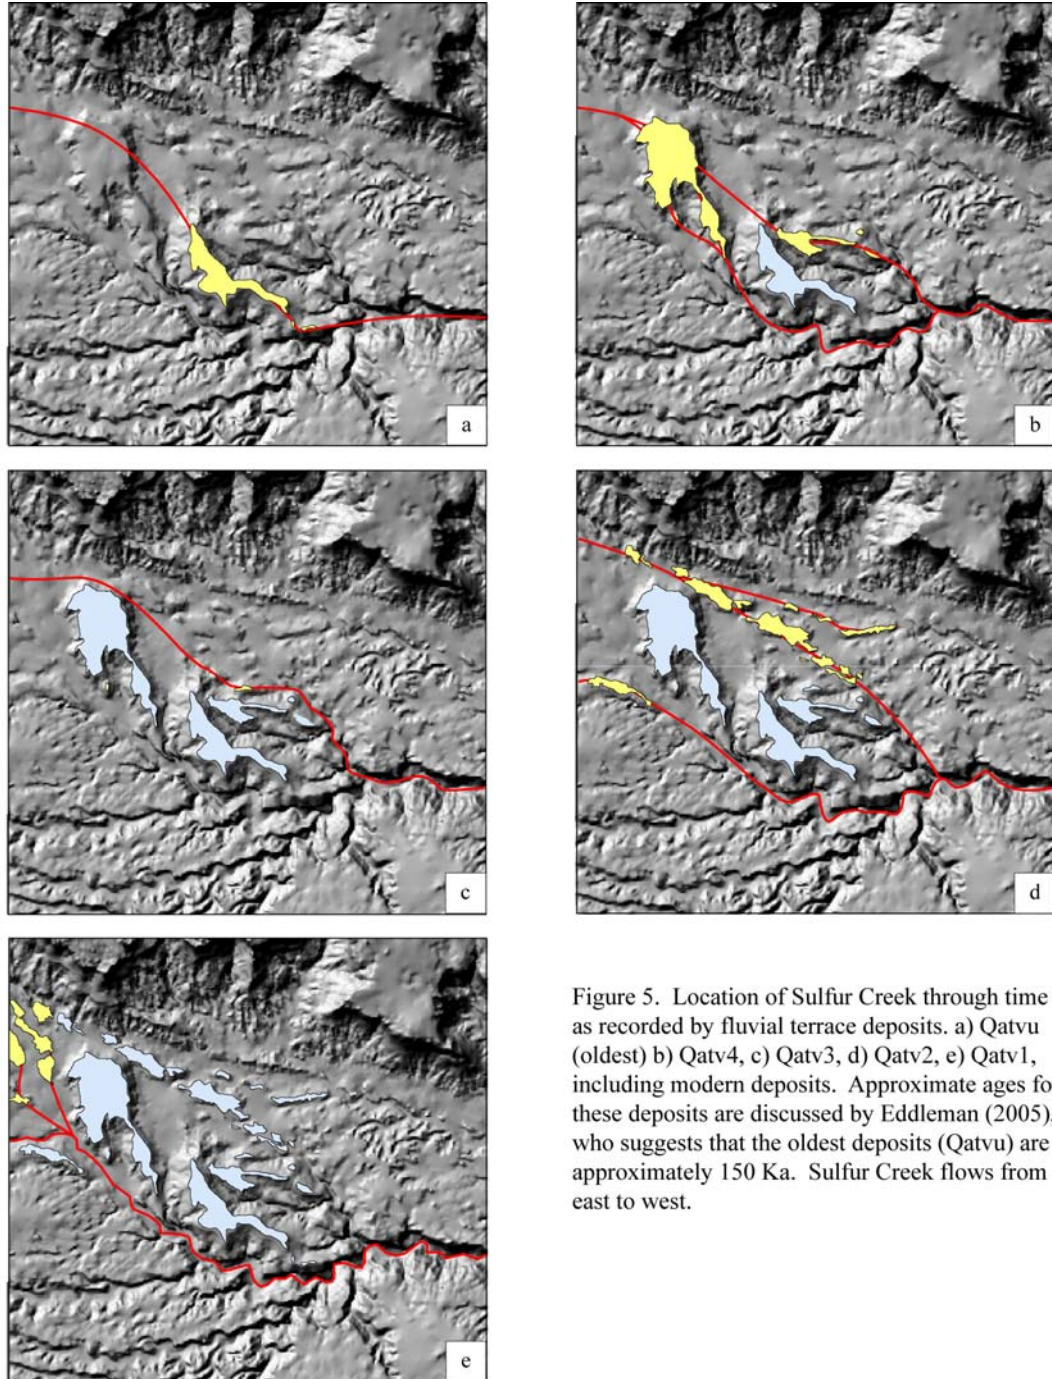 a
b
c
d
e
Figure 5. Location of Sulfur Creek through time
as recorded by fluvial terrace deposits. a) Qatvu
(oldest) b) Qatv4, c) Qatv3, d) Qatv2, e) Qatv1,
including modern deposits. Approximate ages fo
these deposits are discussed by Eddleman (2005),
who suggests that the oldest deposits (Qatvu) are
approximately 150 Ka. Sulfur Creek flows from
east to west.